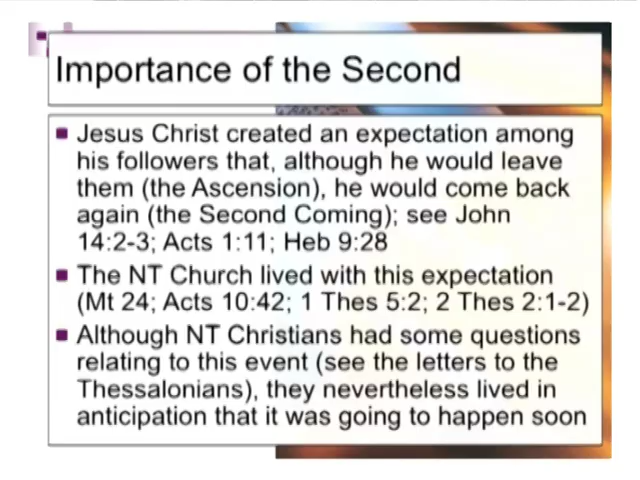 Importance of the Second
Jesus Christ created an expectation among
his followers that, although he would leave
them (the Ascension), he would come back
again (the Second Coming); see John
14:2-3; Acts 1:11; Heb 9:28
The NT Church lived with this expectation
(Mt 24; Acts 10:42; 1 Thes 5:2; 2 Thes 2:1-2)
Although NT Christians had some questions
relating to this event (see the letters to the
Thessalonians), they nevertheless lived in
anticipation that it was going to happen soon